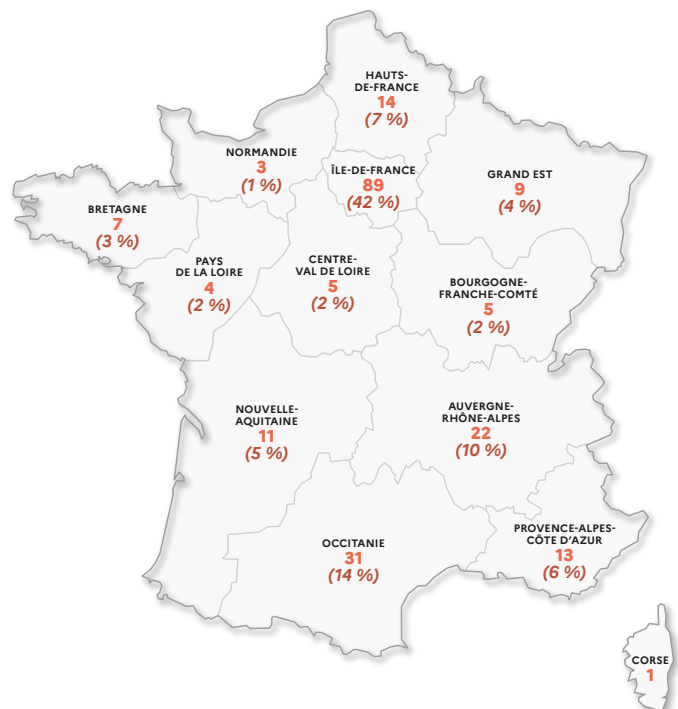 HAUTS-
DE-FRANCE
14
(7 %)
NORMANDIE
3
(1 %)
ÎLE-DE-FRANCE
89
(42 %)
GRAND EST
9
(4 %)
BRETAGNE
7
(3 %)
PAYS
DE LA LOIRE
4
(2 %)
CENTRE-
VAL DE LOIRE
5
(2 %)
BOURGOGNE-
FRANCHE-COMTÉ
5
(2 %)
NOUVELLE-
AQUITAINE
11
(5 %)
AUVERGNE-
RHÔNE-ALPES
22
(10 %)
OCCITANIE
31
(14 %)
PROVENCE-ALPES-
CÔTE D'AZUR
13
(6 %)
CORSE
1